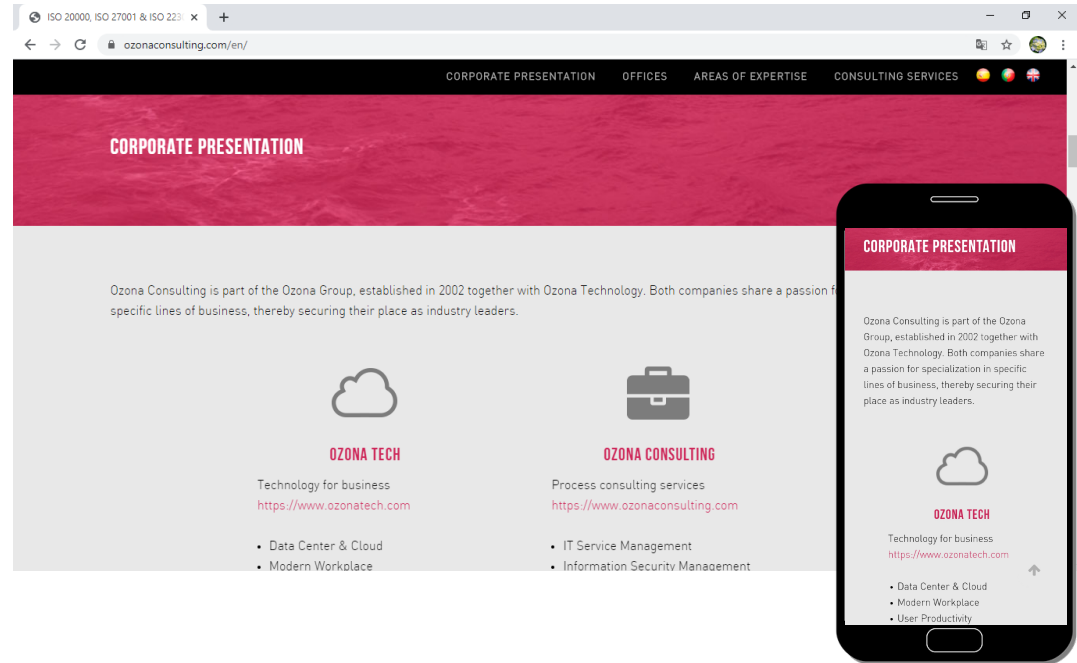 ISO 20000, ISO 27001 & ISO 223
ozonaconsulting.com/en/
CORPORATE PRESENTATION OFFICES AREAS OF EXPERTISE CONSULTING SERVICES
CORPORATE PRESENTATION
Ozona Consulting is part of the Ozona Group, established in 2002 together with Ozona Technology. Both companies share a passion f
specific lines of business, thereby securing their place as industry leaders.
OZONA TECH
Technology for business
https://www.ozonatech.com
• Data Center & Cloud
• Modern Workplace
OZONA CONSULTING
Process consulting services
https://www.ozonaconsulting.com
• IT Service Management
• Information Security Management
CORPORATE PRESENTATION
Ozona Consulting is part of the Ozona
Group, established in 2002 together with
Ozona Technology. Both companies share
a passion for specialization in specific
lines of business, thereby securing their
place as industry leaders.
OZONA TECH
Technology for business
https://www.ozonatech.com
• Data Center & Cloud
• Modern Workplace
• User Productivity